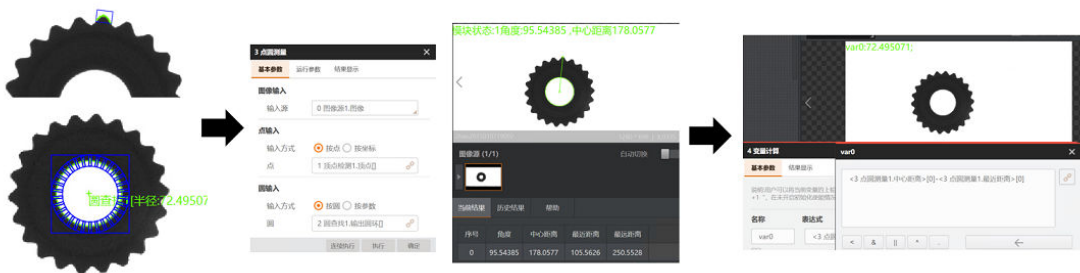 圆查找1[半径:72.49507
3 点圆测量
×
基本参数 运行参数 结果显示
图像输入
输入源 0 图像源1.图像
点输入
输入方式 按点 按坐标
点 1 顶点检测1.顶点[]
圆输入
输入方式 按圆 按参数
圆 2 圆查找1.输出圆环[]
连续执行 执行 确定
模块状态:1角度:95.54385 ,中心距离178.0577
图像源 (1/1) 自动切换
当前结果 历史结果 帮助
序号 角度 中心距离 最近距离 最远距离
0 95.54385 178.0577 105.5626 250.5528
var0:72.495071;
4 变量计算
基本参数 结果显示
名称 表达式
var0 <3 点圆
var0 ×
<3 点圆测量1.中心距离>[0]-<3 点圆测量1.最近距离>[0]
< & || * . ←